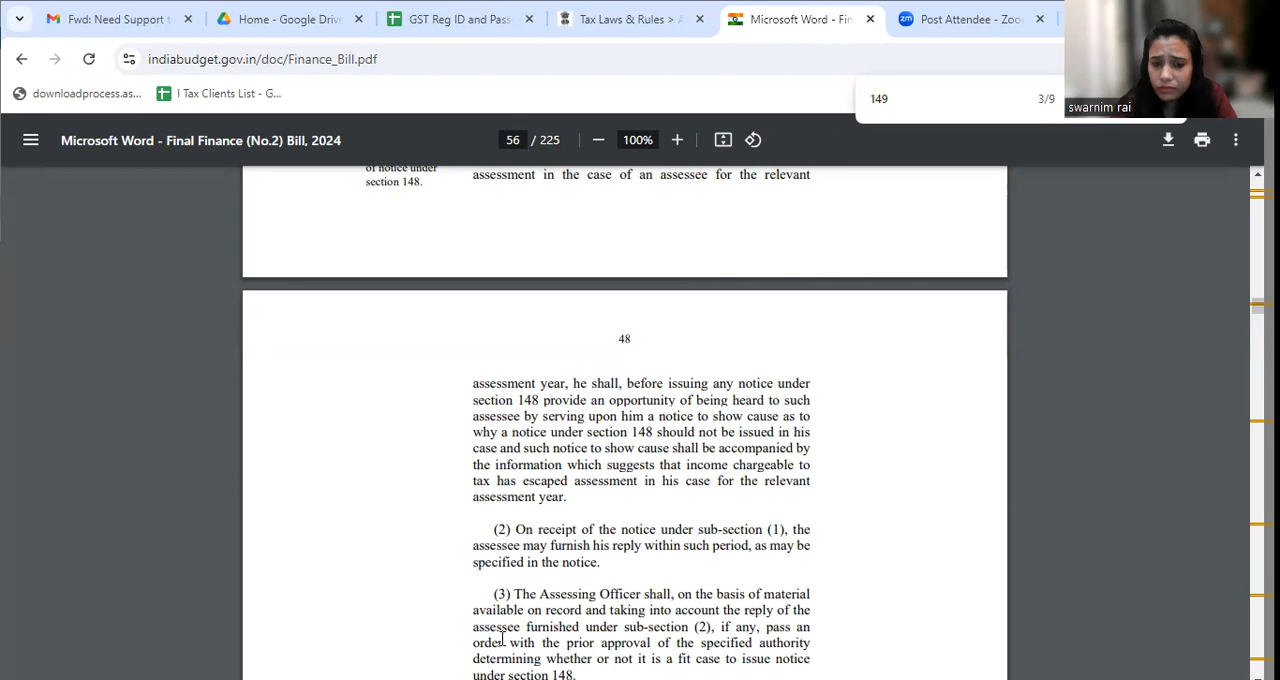 Fwd: Need Support t
Home - Google Drive
GST Reg ID and Pass
Tax Laws & Rules > A
Microsoft Word - Fin
Post Attendee - Zoo
indiabudget.gov.in/doc/Finance_Bill.pdf
downloadprocess.as...
I Tax Clients List - G...
149
3/9
swarnim rai
Microsoft Word - Final Finance (No.2) Bill, 2024
56 / 225
100%
of notice under
section 148.
assessment in the case of an assessee for the relevant
48
assessment year, he shall, before issuing any notice under
section 148 provide an opportunity of being heard to such
assessee by serving upon him a notice to show cause as to
why a notice under section 148 should not be issued in his
case and such notice to show cause shall be accompanied by
the information which suggests that income chargeable to
tax has escaped assessment in his case for the relevant
assessment year.
(2) On receipt of the notice under sub-section (1), the
assessee may furnish his reply within such period, as may be
specified in the notice.
(3) The Assessing Officer shall, on the basis of material
available on record and taking into account the reply of the
assessee furnished under sub-section (2), if any, pass an
order with the prior approval of the specified authority
determining whether or not it is a fit case to issue notice
under section 148.